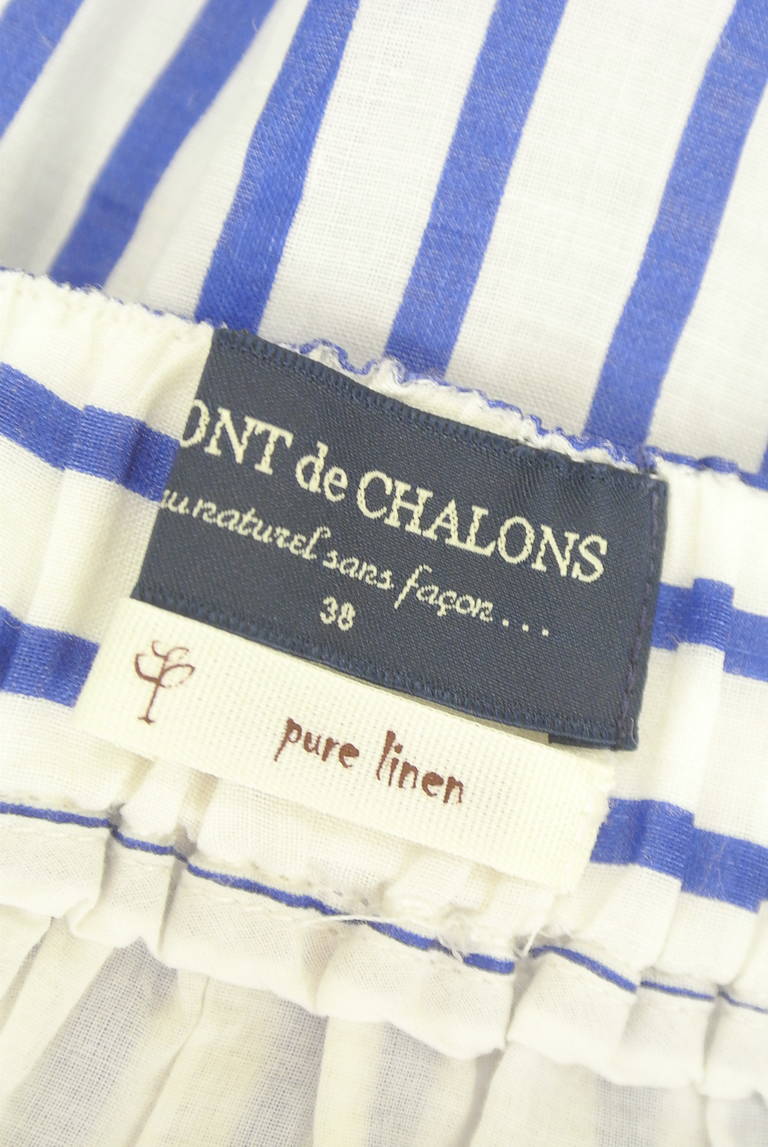 ONT de CHALONS
au naturel sans façon...
38
pure linen